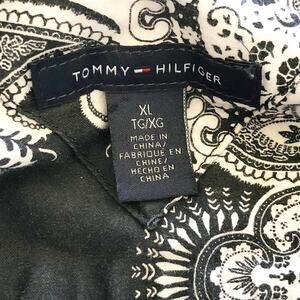 TOMMY HILFIGER
XL
TG/XG
MADE IN
CHINA/
FABRIQUÉ EN
CHINE/
HECHO EN
CHINA